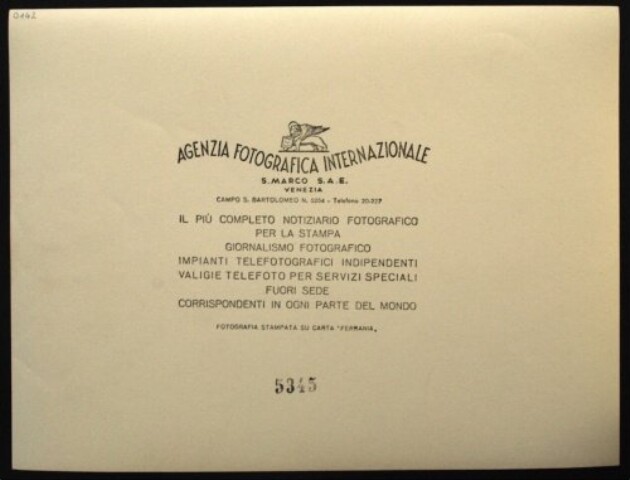 0142
AGENZIA FOTOGRAFICA INTERNAZIONALE
S. MARCO S.A.E.
VENEZIA
CAMPO S. BARTOLOMEO N. - Telefono 20-327
IL PIÙ COMPLETO NOTIZIARIO FOTOGRAFICO
PER LA STAMPA
GIORNALISMO FOTOGRAFICO
IMPIANTI TELEFOTOGRAFICI INDIPENDENTI
VALIGIE TELEFOTO PER SERVIZI SPECIALI
FUORI SEDE
CORRISPONDENTI IN OGNI PARTE DEL MONDO
FOTOGRAFIA STAMPATA SU CARTA "FERRANIA„
5345